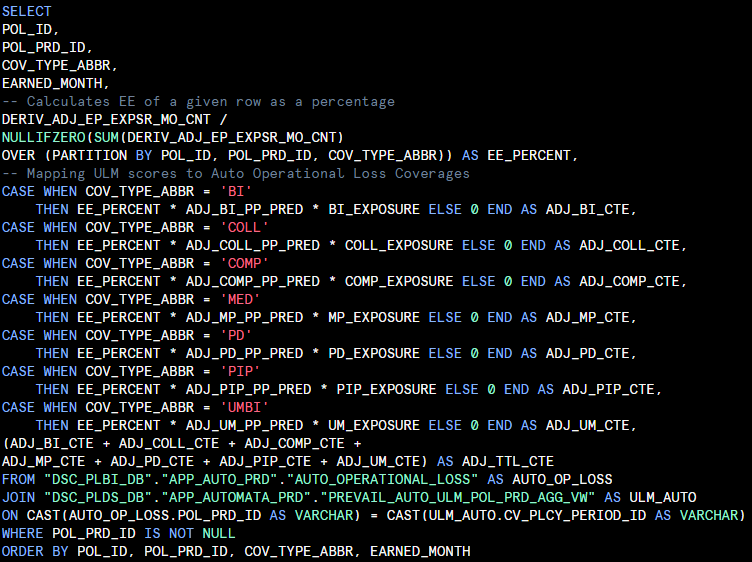 SELECT
POL_ID,
POL_PRD_ID,
COV_TYPE_ABBR,
EARNED_MONTH,
-- Calculates EE of a given row as a percentage
DERIV_ADJ_EP_EXPSR_MO_CNT /
NULLIFZERO(SUM(DERIV_ADJ_EP_EXPSR_MO_CNT)
OVER (PARTITION BY POL_ID, POL_PRD_ID, COV_TYPE_ABBR)) AS EE_PERCENT,
-- Mapping ULM scores to Auto Operational Loss Coverages
CASE WHEN COV_TYPE_ABBR = 'BI'
    THEN EE_PERCENT * ADJ_BI_PP_PRED * BI_EXPOSURE ELSE 0 END AS ADJ_BI_CTE,
CASE WHEN COV_TYPE_ABBR = 'COLL'
    THEN EE_PERCENT * ADJ_COLL_PP_PRED * COLL_EXPOSURE ELSE 0 END AS ADJ_COLL_CTE,
CASE WHEN COV_TYPE_ABBR = 'COMP'
    THEN EE_PERCENT * ADJ_COMP_PP_PRED * COMP_EXPOSURE ELSE 0 END AS ADJ_COMP_CTE,
CASE WHEN COV_TYPE_ABBR = 'MED'
    THEN EE_PERCENT * ADJ_MP_PP_PRED * MP_EXPOSURE ELSE 0 END AS ADJ_MP_CTE,
CASE WHEN COV_TYPE_ABBR = 'PD'
    THEN EE_PERCENT * ADJ_PD_PP_PRED * PD_EXPOSURE ELSE 0 END AS ADJ_PD_CTE,
CASE WHEN COV_TYPE_ABBR = 'PIP'
    THEN EE_PERCENT * ADJ_PIP_PP_PRED * PIP_EXPOSURE ELSE 0 END AS ADJ_PIP_CTE,
CASE WHEN COV_TYPE_ABBR = 'UMBI'
    THEN EE_PERCENT * ADJ_UM_PP_PRED * UM_EXPOSURE ELSE 0 END AS ADJ_UM_CTE,
(ADJ_BI_CTE + ADJ_COLL_CTE + ADJ_COMP_CTE +
ADJ_MP_CTE + ADJ_PD_CTE + ADJ_PIP_CTE + ADJ_UM_CTE) AS ADJ_TTL_CTE
FROM "DSC_PLBI_DB"."APP_AUTO_PRD"."AUTO_OPERATIONAL_LOSS" AS AUTO_OP_LOSS
JOIN "DSC_PLDS_DB"."APP_AUTOMATA_PRD"."PREVAIL_AUTO_ULM_POL_PRD_AGG_VW" AS ULM_AUTO
ON CAST(AUTO_OP_LOSS.POL_PRD_ID AS VARCHAR) = CAST(ULM_AUTO.CV_PLCY_PERIOD_ID AS VARCHAR)
WHERE POL_PRD_ID IS NOT NULL
ORDER BY POL_ID, POL_PRD_ID, COV_TYPE_ABBR, EARNED_MONTH